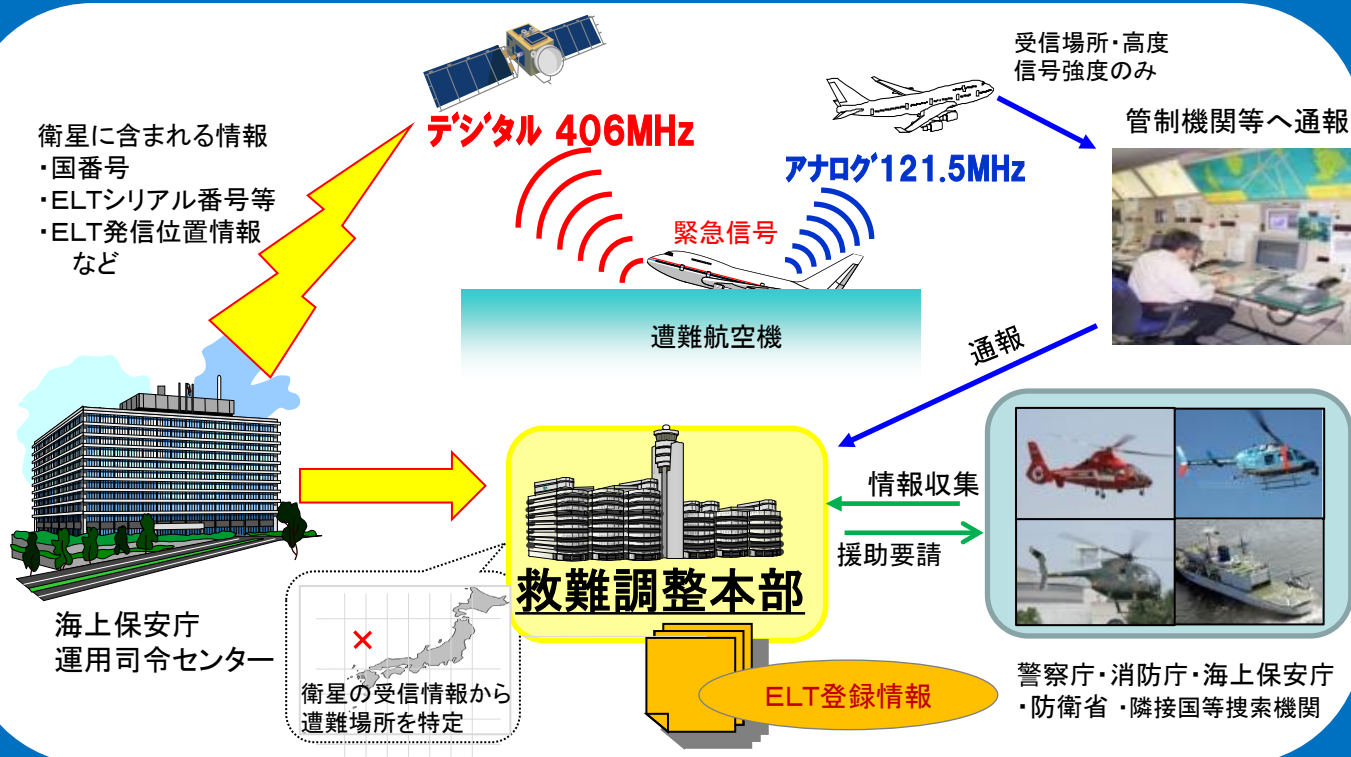 受信場所・高度
信号強度のみ
デジタル 406MHz
管制機関等へ通報
衛星に含まれる情報
・国番号
・ELTシリアル番号等
・ELT発信位置情報
など
アナログ121.5MHz
緊急信号
遭難航空機
通報
情報収集
援助要請
救難調整本部
海上保安庁
運用司令センター
衛星の受信情報から
遭難場所を特定
ELT登録情報
警察庁・消防庁・海上保安庁
・防衛省 ・隣接国等捜索機関